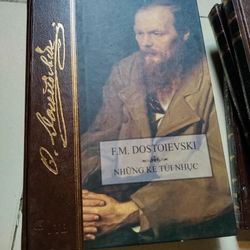 F.M. DOSTOIEVSKI
NHỮNG KẺ TỦI NHỤC